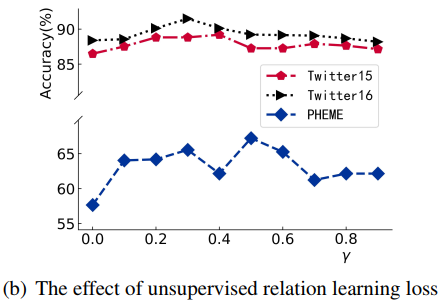 Accuracy(%)
90
85
65
60
55
Twitter15
Twitter16
PHEME
0.0 0.2 0.4 0.6 0.8
γ
(b) The effect of unsupervised relation learning loss